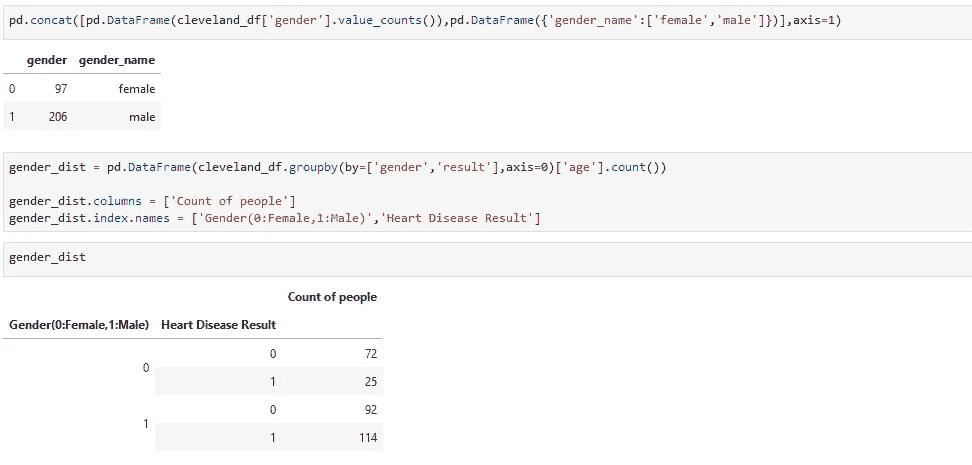 pd.concat([pd.DataFrame(cleveland_df['gender'].value_counts()),pd.DataFrame({'gender_name':['female','male']})],axis=1)
gender gender_name
0 97 female
1 206 male
gender_dist = pd.DataFrame(cleveland_df.groupby(by=['gender','result'],axis=0)['age'].count())
gender_dist.columns = ['Count of people']
gender_dist.index.names = ['Gender(0:Female,1:Male)','Heart Disease Result']
gender_dist
Count of people
Gender(0:Female,1:Male) Heart Disease Result
0 0 72
1 25
1 0 92
1 114